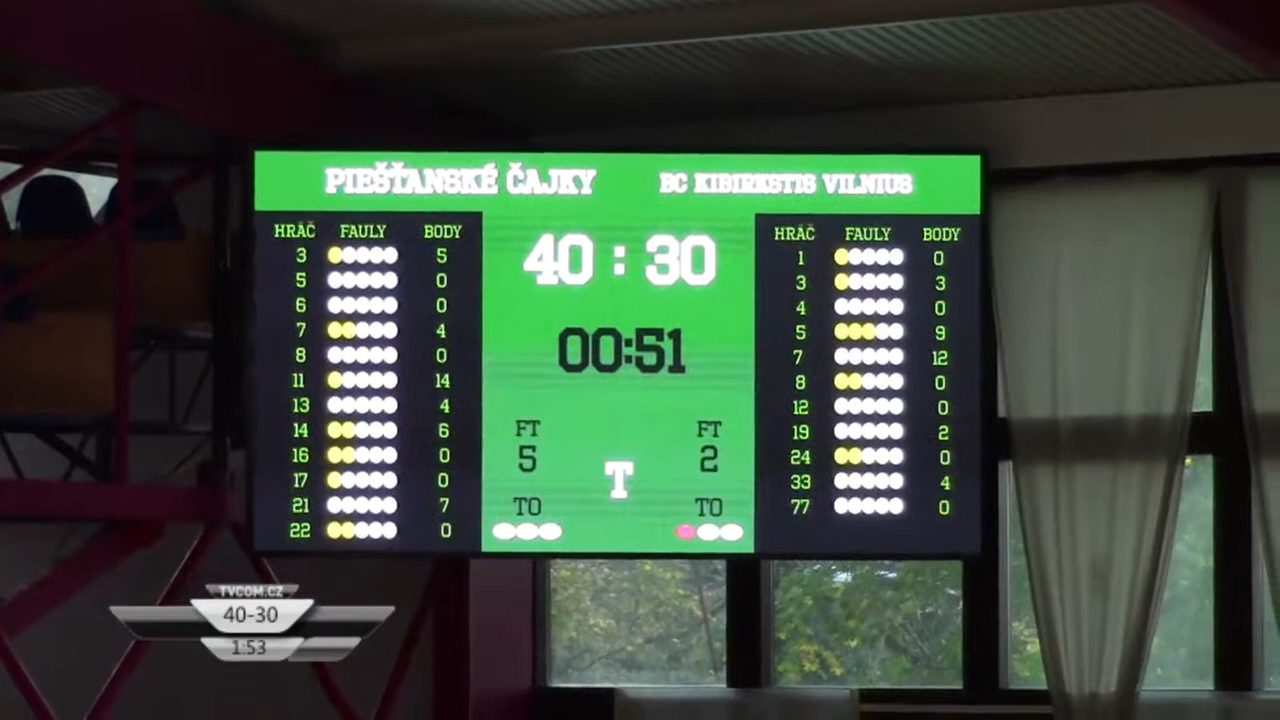 PIEŠŤANSKÉ ČAJKY
BC KIBIRKSTIS VILNIUS
40 : 30
00:51
HRÁČ FAULY BODY
3 5
5 0
6 0
7 4
8 0
11 14
13 4
14 6
16 0
17 0
21 7
22 0
FT
5
TO
T
FT
2
TO
HRÁČ FAULY BODY
1 0
3 3
4 0
5 9
7 12
8 0
12 0
19 2
24 0
33 4
77 0
TVCOM.CZ
40-30
1:53